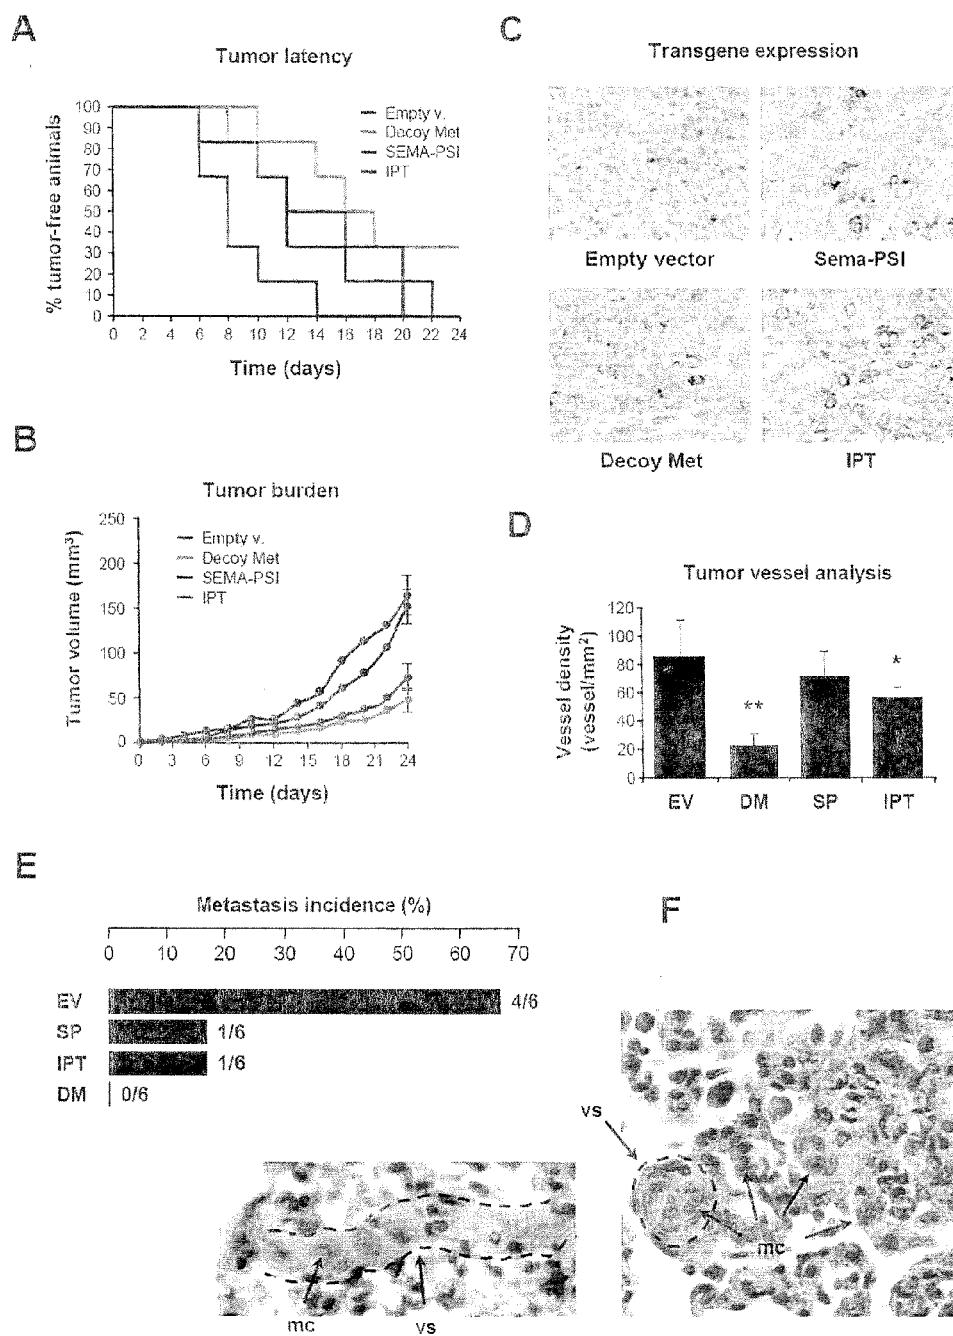 A
Tumor latency
% tumor-free animals
100
90
80
70
60
50
30
20
10
0
Empty v.
Decoy Met
SEMA-PSI
IPT
0 2 4 6 8 10 12 14 16 18 20 22 24
Time (days)
B
Tumor burden
Tumor volume (mm³)
250
200
150
100
50
0
Empty v.
Decoy Met
SEMA-PSI
IPT
0 3 6 9 12 15 18 21 24
Time (days)
C
Transgene expression
Empty vector
Sema-PSI
Decoy Met
IPT
D
Tumor vessel analysis
Vessel density
(vessel/mm²)
120
100
80
60
40
20
0
**
*
EV DM SP IPT
E
Metastasis incidence (%)
0 10 20 30 40 50 60 70
EV 4/6
SP 1/6
IPT 1/6
DM 0/6
mc vs
F
vs
mc